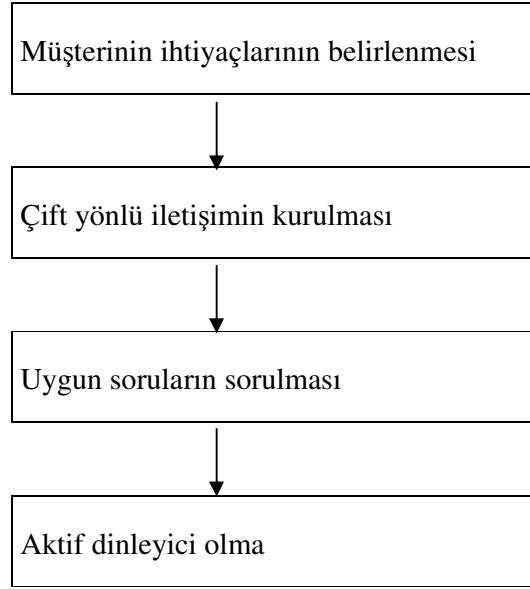 Müşterinin ihtiyaçlarının belirlenmesi
Çift yönlü iletişimin kurulması
Uygun soruların sorulması
Aktif dinleyici olma